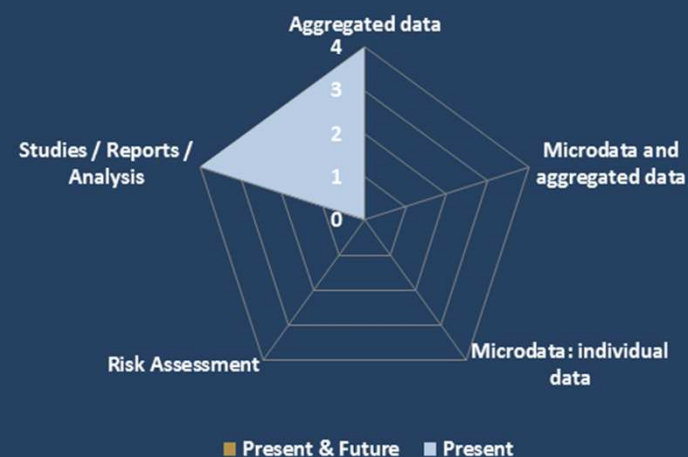 Aggregated data
4
3
2
1
0
Studies / Reports /
Analysis
Microdata and
aggregated data
Risk Assessment
Microdata: individual
data
Present & Future
Present